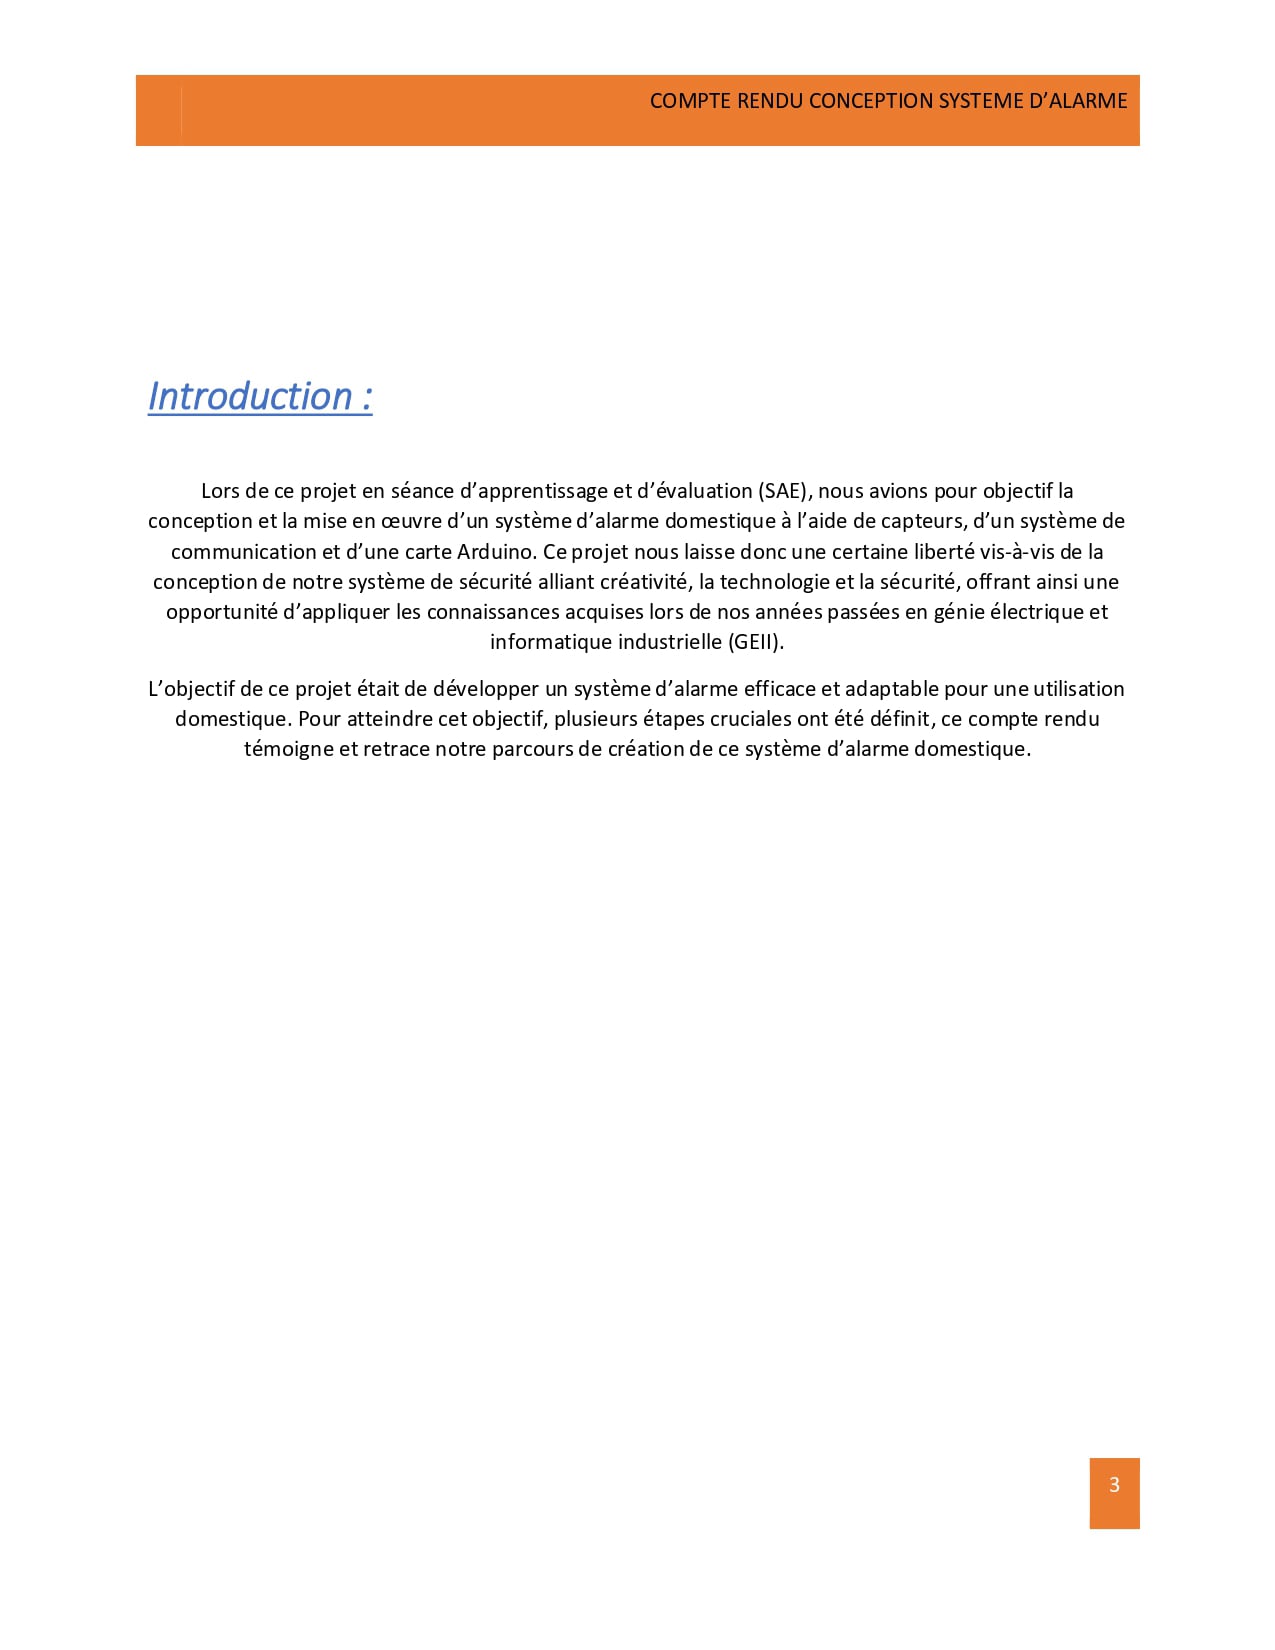 COMPTE RENDU CONCEPTION SYSTEME D’ALARME
Introduction :
Lors de ce projet en séance d’apprentissage et d’évaluation (SAE), nous avions pour objectif la
conception et la mise en œuvre d’un système d’alarme domestique à l’aide de capteurs, d’un système de
communication et d’une carte Arduino. Ce projet nous laisse donc une certaine liberté vis-à-vis de la
conception de notre système de sécurité alliant créativité, la technologie et la sécurité, offrant ainsi une
opportunité d’appliquer les connaissances acquises lors de nos années passées en génie électrique et
informatique industrielle (GEII).
L’objectif de ce projet était de développer un système d’alarme efficace et adaptable pour une utilisation
domestique. Pour atteindre cet objectif, plusieurs étapes cruciales ont été définit, ce compte rendu
témoigne et retrace notre parcours de création de ce système d’alarme domestique.
3